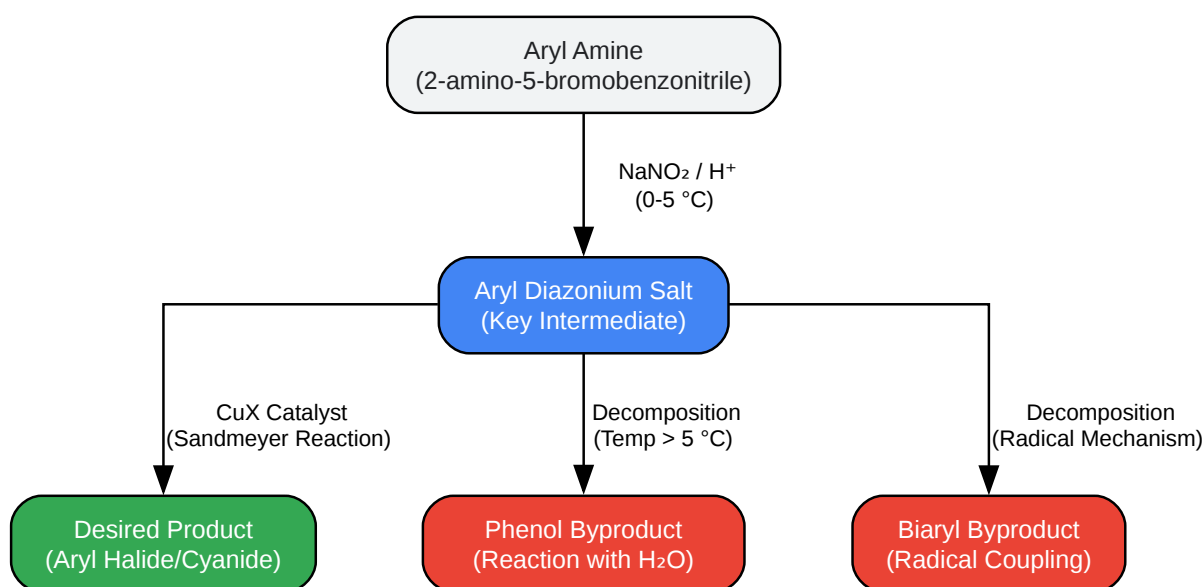 Aryl Amine
(2-amino-5-bromobenzonitrile)
NaNO₂ / H⁺
(0-5 °C)
Aryl Diazonium Salt
(Key Intermediate)
CuX Catalyst
(Sandmeyer Reaction)
Decomposition
(Temp > 5 °C)
Decomposition
(Radical Mechanism)
Desired Product
(Aryl Halide/Cyanide)
Phenol Byproduct
(Reaction with H₂O)
Biaryl Byproduct
(Radical Coupling)